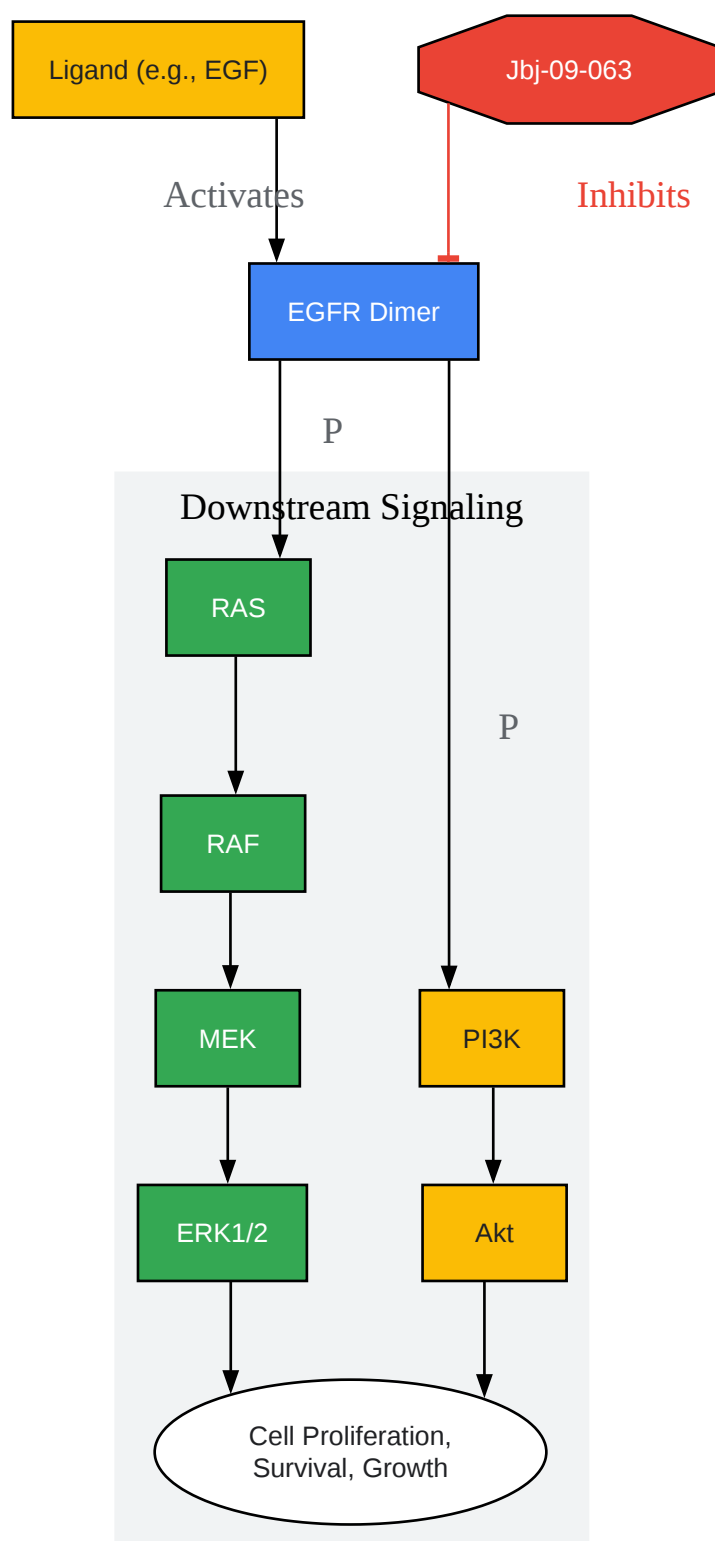 Ligand (e.g., EGF)
Jbj-09-063
Activates
Inhibits
EGFR Dimer
P
Downstream Signaling
RAS
P
RAF
MEK
PI3K
ERK1/2
Akt
Cell Proliferation,
Survival, Growth